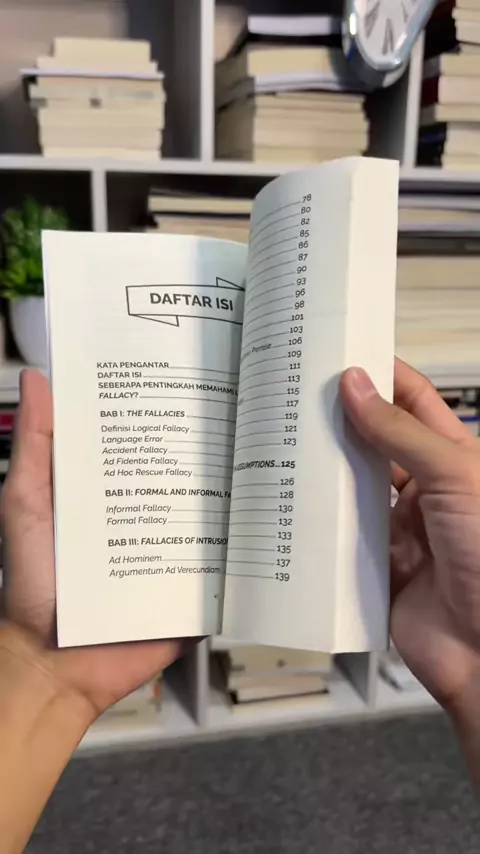 DAFTAR ISI
KATA PENGANTAR
DAFTAR ISI
SEBERAPA PENTINGKAH MEMAHAMI
FALLACY?
BAB I: THE FALLACIES
Definisi Logical Fallacy
Language Error
Accident Fallacy
Ad Fidentia Fallacy
Ad Hoc Rescue Fallacy
BAB II: FORMAL AND INFORMAL
Informal Fallacy
Formal Fallacy
BAB III: FALLACIES OF
Ad Hominem
Argumentum Ad Verecundiam
78
80
82
85
86
87
90
93
96
98
101
103
Premise 106
109
111
113
115
117
119
121
123
125
126
128
130
132
133
135
137
139